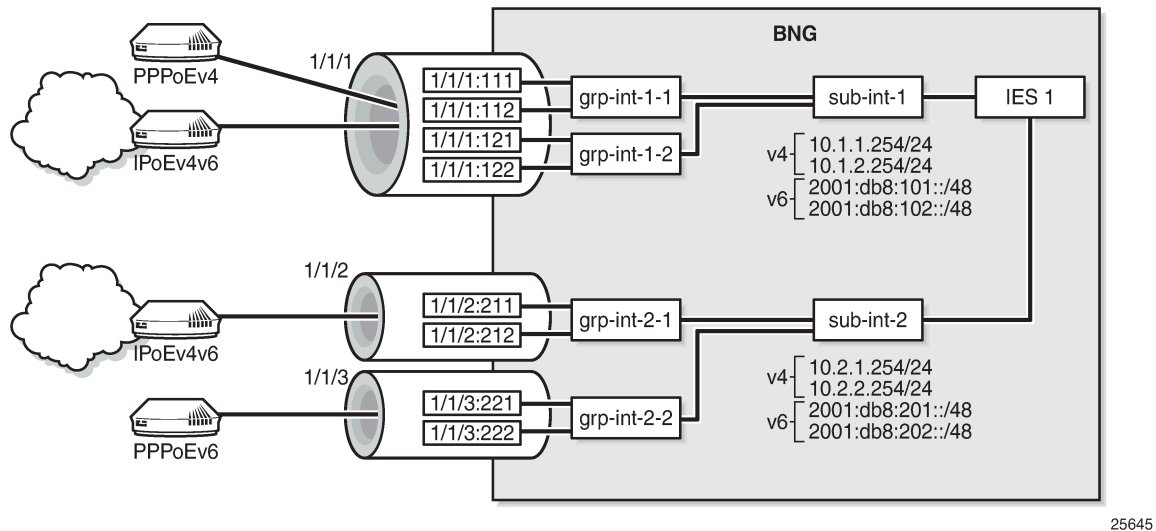 BNG
PPPoEv4
1/1/1
1/1/1:111
1/1/1:112
1/1/1:121
1/1/1:122
grp-int-1-1
grp-int-1-2
sub-int-1
IES 1
IPoEv4v6
v4
10.1.1.254/24
10.1.2.254/24
v6
2001:db8:101::/48
2001:db8:102::/48
1/1/2
1/1/2:211
1/1/2:212
grp-int-2-1
sub-int-2
IPoEv4v6
1/1/3
1/1/3:221
1/1/3:222
grp-int-2-2
v4
10.2.1.254/24
10.2.2.254/24
v6
2001:db8:201::/48
2001:db8:202::/48
PPPoEv6
25645